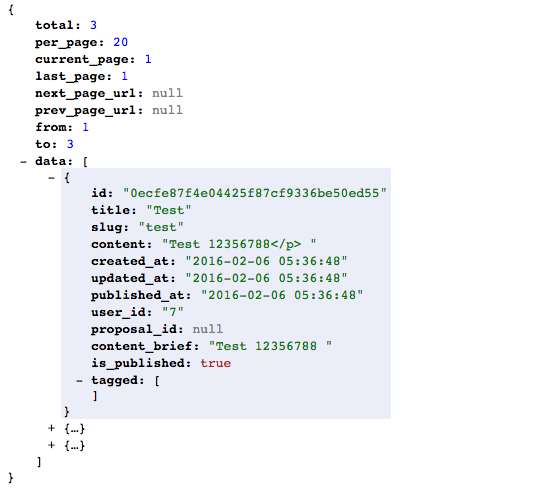 {
total: 3
per_page: 20
current_page: 1
last_page: 1
next_page_url: null
prev_page_url: null
from: 1
to: 3
- data: [
- {
id: "0ecfe87f4e04425f87cf9336be50ed55"
title: "Test"
slug: "test"
content: "Test 12356788</p> "
created_at: "2016-02-06 05:36:48"
updated_at: "2016-02-06 05:36:48"
published_at: "2016-02-06 05:36:48"
user_id: "7"
proposal_id: null
content_brief: "Test 12356788 "
is_published: true
- tagged: [
]
}
+ {…}
+ {…}
]
}